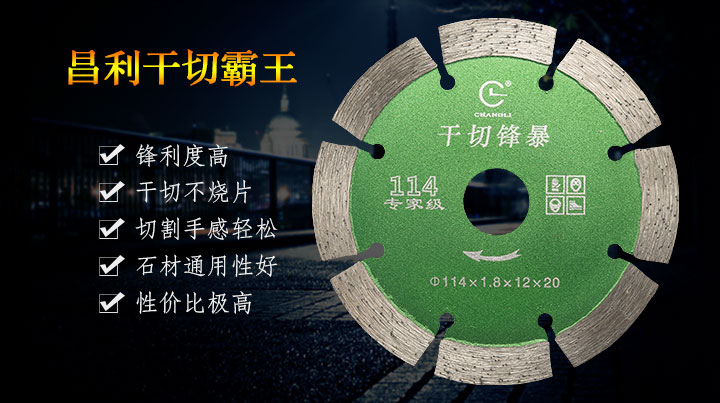 昌利干切霸王
锋利度高
干切不烧片
切割手感轻松
石材通用性好
性价比极高
®
CHANGLI
干切锋暴
114
专家级
Φ114×1.8×12×20